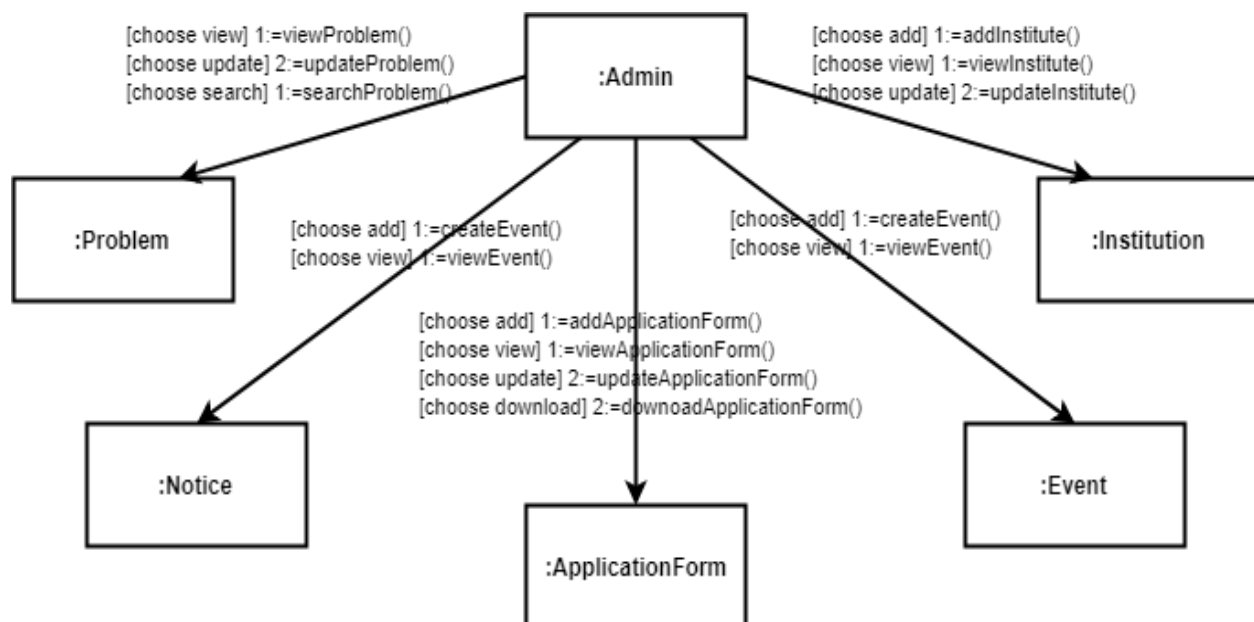 [choose view] 1:=viewProblem()
[choose update] 2:=updateProblem()
[choose search] 1:=searchProblem()
:Admin
[choose add] 1:=addInstitute()
[choose view] 1:=viewInstitute()
[choose update] 2:=updateInstitute()
:Problem
[choose add] 1:=createEvent()
[choose view] 1:=viewEvent()
[choose add] 1:=createEvent()
[choose view] 1:=viewEvent()
:Institution
[choose add] 1:=addApplicationForm()
[choose view] 1:=viewApplicationForm()
[choose update] 2:=updateApplicationForm()
[choose download] 2:=downoadApplicationForm()
:Notice
:Event
:ApplicationForm